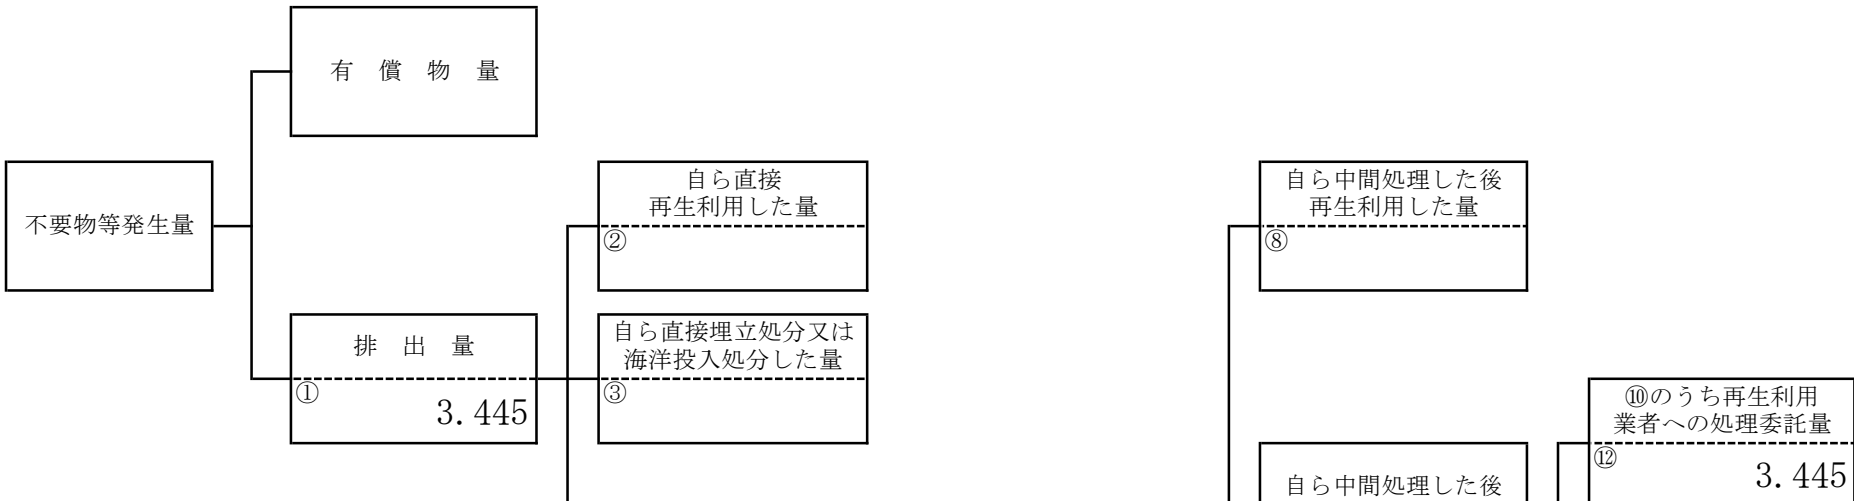 有 償 物 量
不要物等発生量
自ら直接
再生利用した量
②
自ら中間処理した後
再生利用した量
⑧
排 出 量
①
3.445
自ら直接埋立処分又は
海洋投入処分した量
③
⑩のうち再生利用
業者への処理委託量
⑫
3.445
自ら中間処理した後